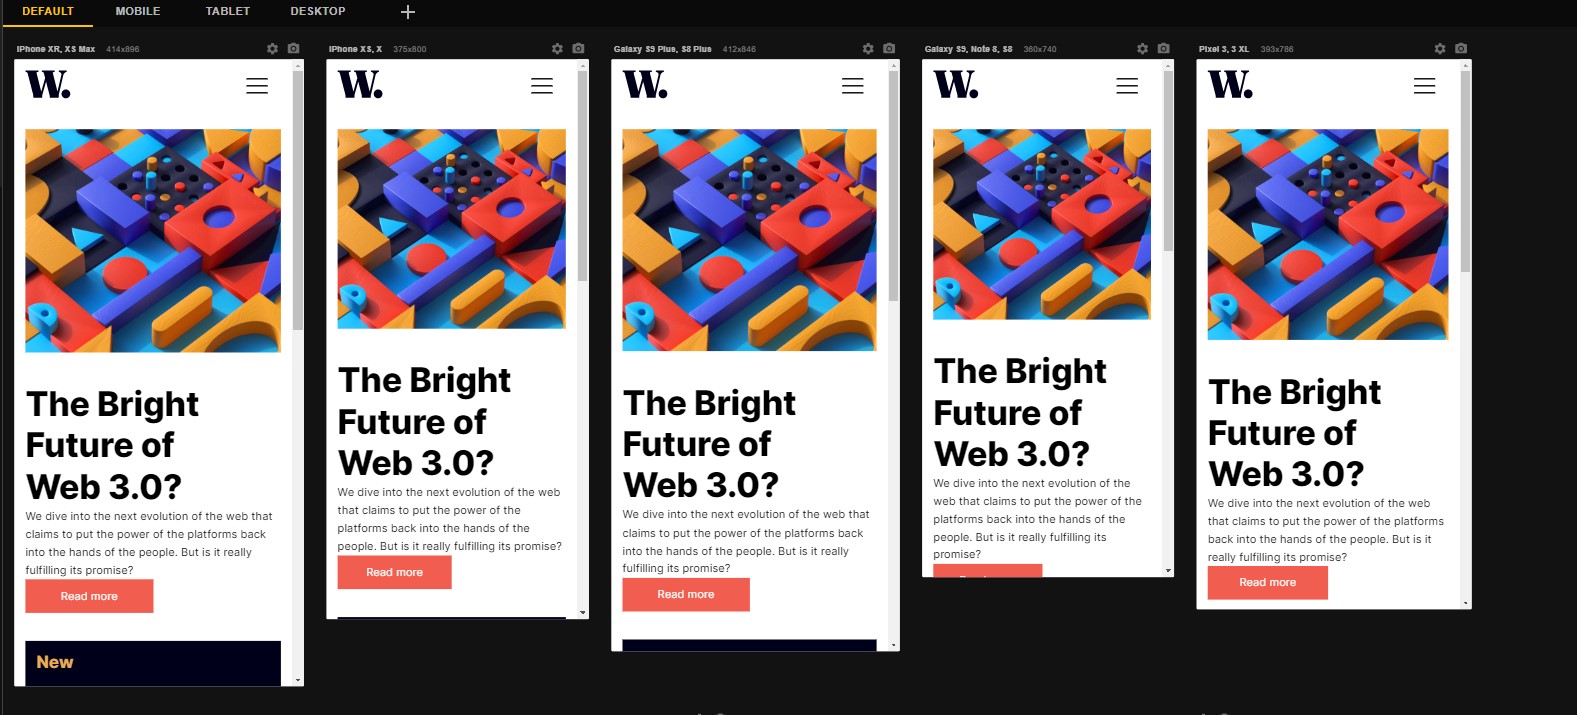 DEFAULT MOBILE TABLET DESKTOP
iPhone XR, XS Max 414x896
W.
The Bright
Future of
Web 3.0?
We dive into the next evolution of the web that
claims to put the power of the platforms back
into the hands of the people. But is it really
fulfilling its promise?
Read more
New
iPhone XS, X 375x800
W.
The Bright
Future of
Web 3.0?
We dive into the next evolution of the web
that claims to put the power of the
platforms back into the hands of the
people. But is it really fulfilling its promise?
Read more
Galaxy S9 Plus, S8 Plus 412x846
W.
The Bright
Future of
Web 3.0?
We dive into the next evolution of the web that
claims to put the power of the platforms back
into the hands of the people. But is it really
fulfilling its promise?
Read more
Galaxy S9, Note 8, S8 360x740
W.
The Bright
Future of
Web 3.0?
We dive into the next evolution of the
web that claims to put the power of the
platforms back into the hands of the
people. But is it really fulfilling its
promise?
Pixel 3, 3 XL 393x786
W.
The Bright
Future of
Web 3.0?
We dive into the next evolution of the web
that claims to put the power of the platforms
back into the hands of the people. But is it
really fulfilling its promise?
Read more